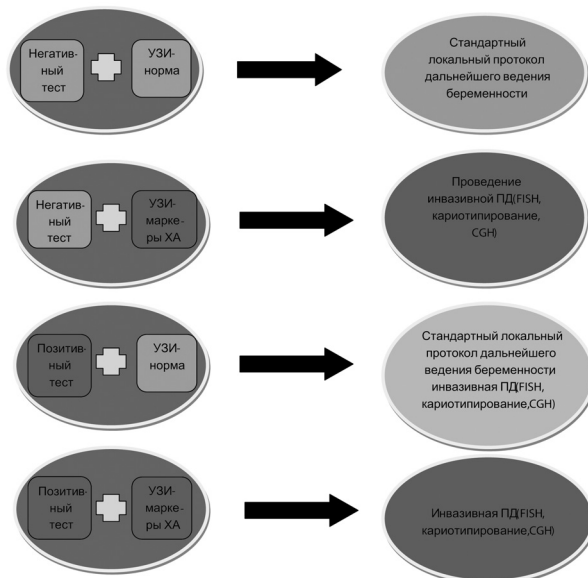 Негатив-
ный
тест
УЗИ-
норма
Стандартный
локальный протокол
дальнейшего ведения
беременности
Негатив-
ный
тест
УЗИ-
марке-
ры ХА
Проведение
инвазивной ПД(FISH,
кариотипирование,
CGH)
Позитив-
ный
тест
УЗИ-
норма
Стандартный локальный
протокол дальнейшего
ведения беременности
инвазивная ПД(FISH,
кариотипирование,CGH)
Позитив-
ный
тест
УЗИ-
марке-
ры ХА
Инвазивная ПД(FISH,
кариотипирование,CGH)